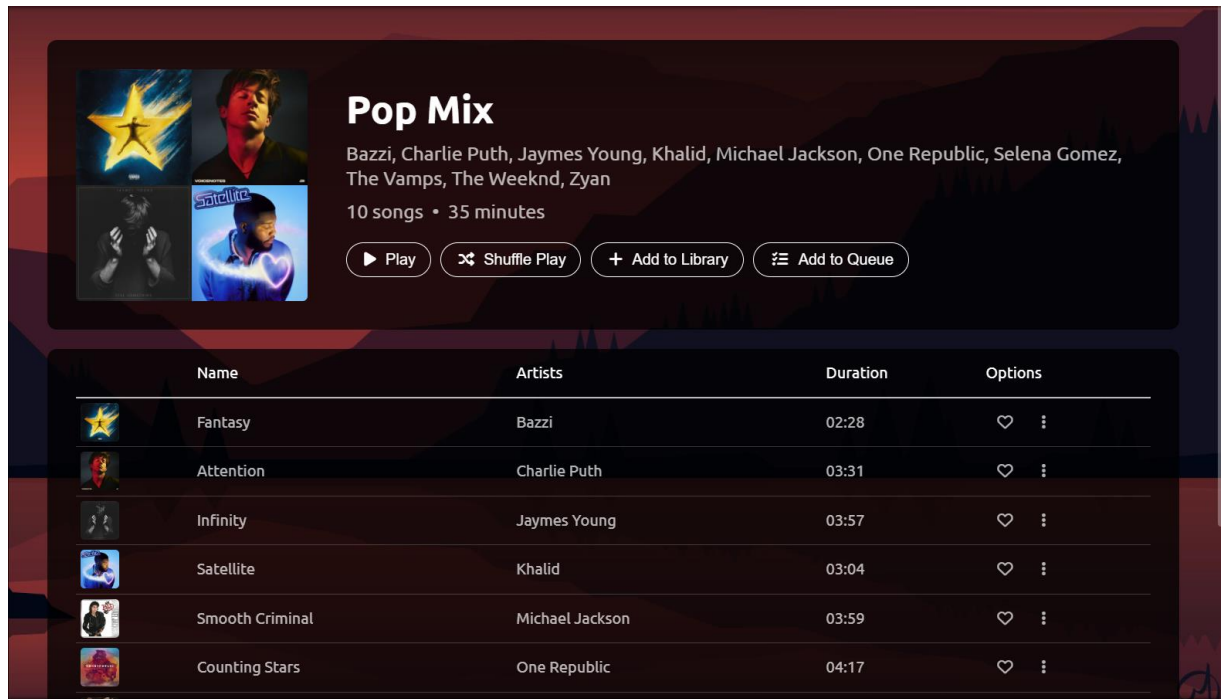 Pop Mix
Bazzi, Charlie Puth, Jaymes Young, Khalid, Michael Jackson, One Republic, Selena Gomez,
The Vamps, The Weeknd, Zyan
10 songs • 35 minutes
Play Shuffle Play Add to Library Add to Queue
Satellite
VOICENOTES
Name Artists Duration Options
Fantasy Bazzi 02:28
Attention Charlie Puth 03:31
Infinity Jaymes Young 03:57
Satellite Khalid 03:04
Smooth Criminal Michael Jackson 03:59
Counting Stars One Republic 04:17